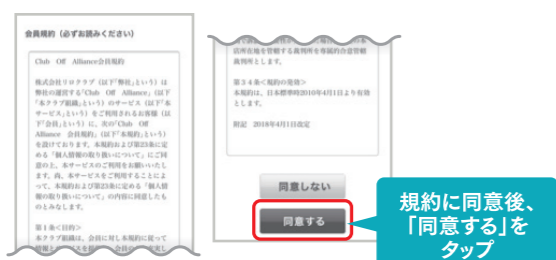 会員規約（必ずお読みください）
Club Off Alliance会員規約
株式会社リロクラブ（以下「弊社」という）は
弊社の運営する「Club Off Alliance」（以下
「本クラブ組織」という）のサービス（以下「本
サービス」という）をご利用されるお客様（以
下「会員」という）に、次の「Club Off
Alliance 会員規約」（以下「本規約」という）
を設けております。本規約および第23条に定
める「個人情報の取り扱いについて」にご同
意の上、本サービスのご利用をお願いいたし
ます。尚、本サービスをご利用することによ
って、本規約および第23条に定める「個人情
報の取り扱いについて」の内容に同意したも
のとみなします。
第1条<目的>
本クラブ組織は、会員に対し本規約に従って
所在地を管轄する裁判所を専属的合意管轄
裁判所とします。
第34条<規約の発効>
本規約は、日本標準時2010年4月1日より有効
とします。
附記 2018年4月1日改定
同意しない
同意する
規約に同意後、
「同意する」を
タップ